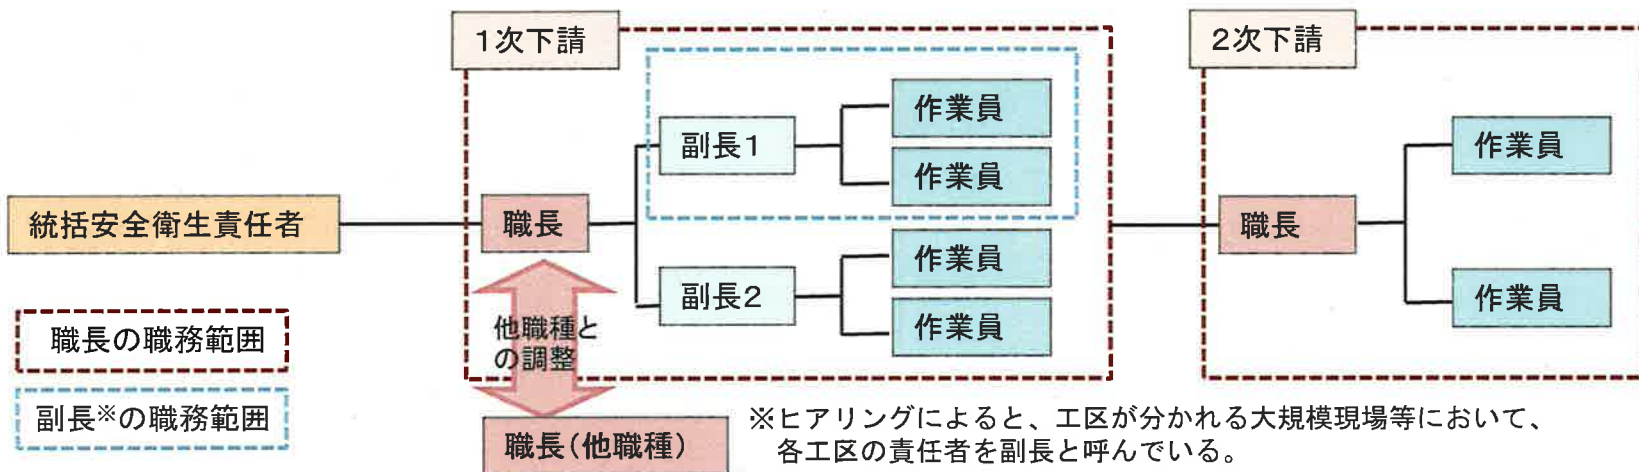 1次下請
2次下請
統括安全衛生責任者
職長
副長1
作業員
作業員
副長2
作業員
作業員
職長
作業員
作業員
他職種と
の調整
職長(他職種)
職長の職務範囲
副長※の職務範囲
※ヒアリングによると、工区が分かれる大規模現場等において、
各工区の責任者を副長と呼んでいる。